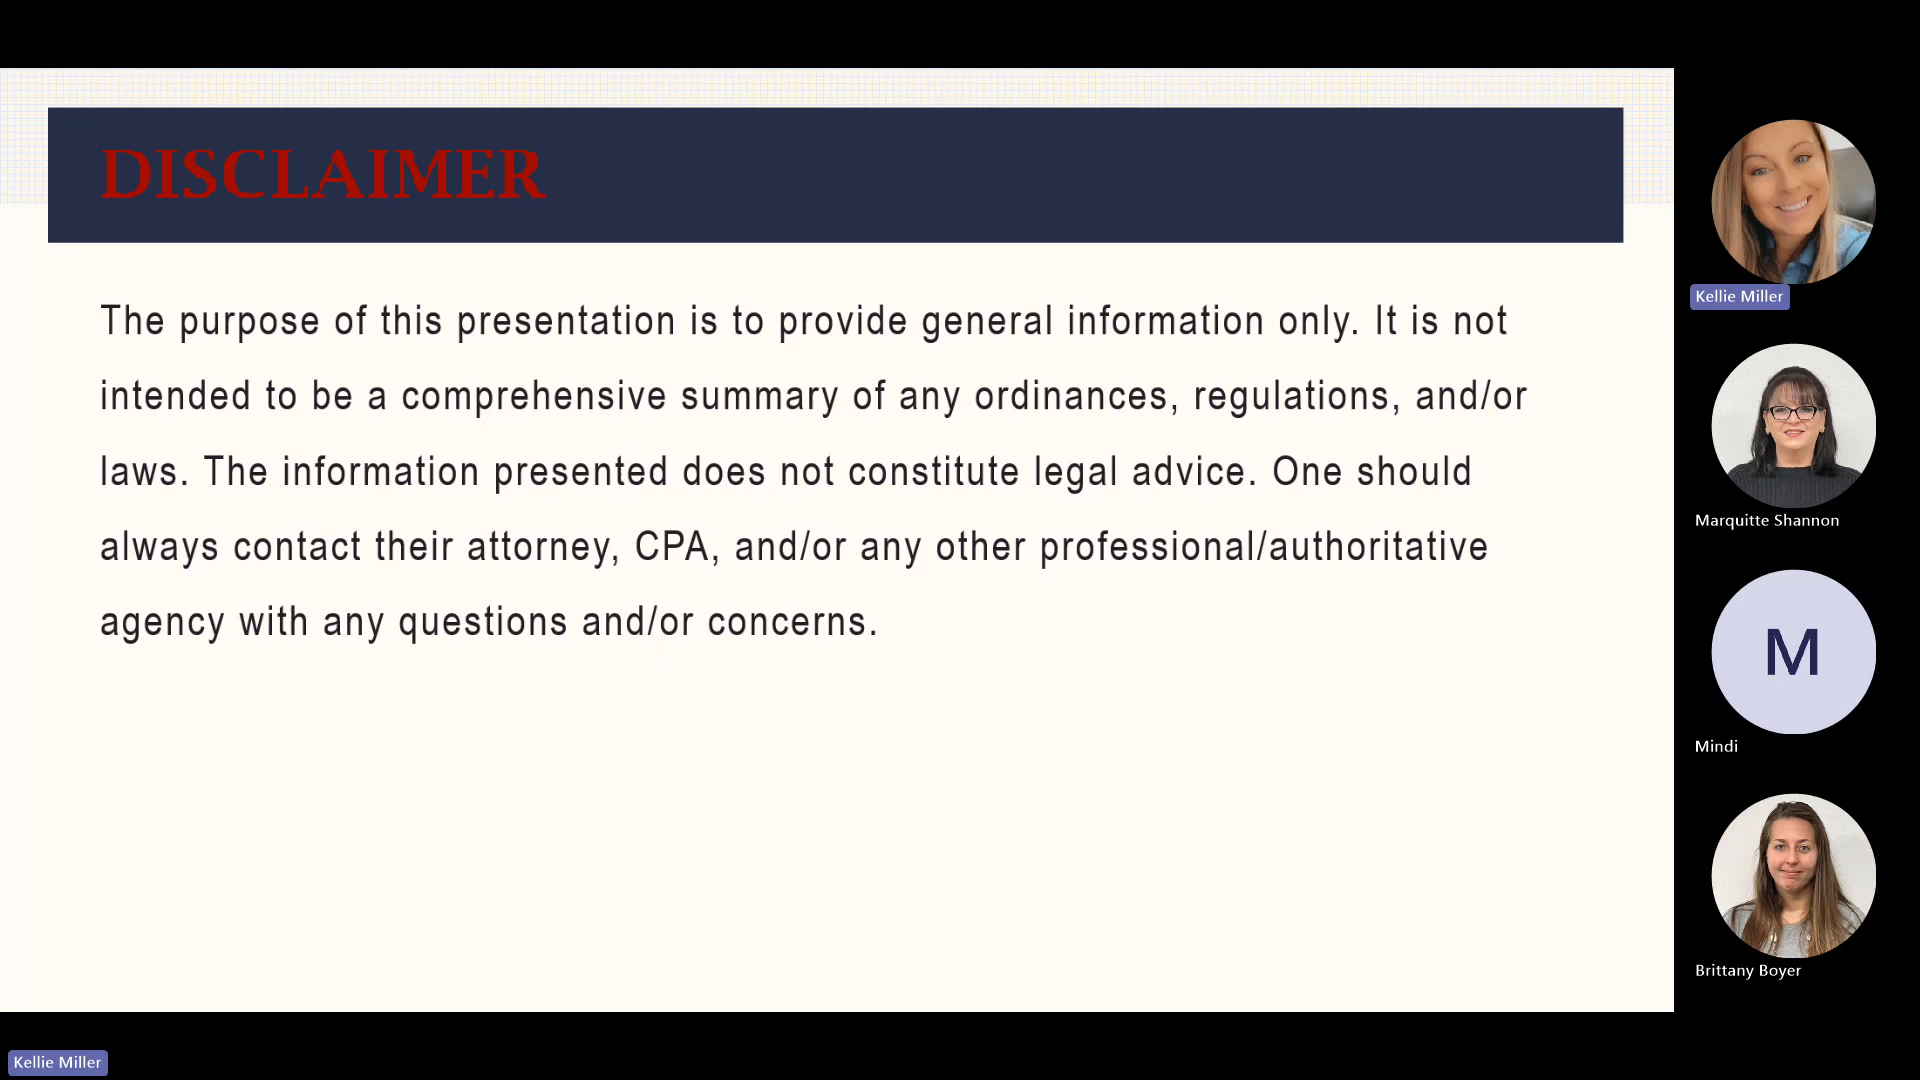 DISCLAIMER
The purpose of this presentation is to provide general information only. It is not
intended to be a comprehensive summary of any ordinances, regulations, and/or
laws. The information presented does not constitute legal advice. One should
always contact their attorney, CPA, and/or any other professional/authoritative
agency with any questions and/or concerns.
Kellie Miller
Marquitte Shannon
M
Mindi
Brittany Boyer
Kellie Miller